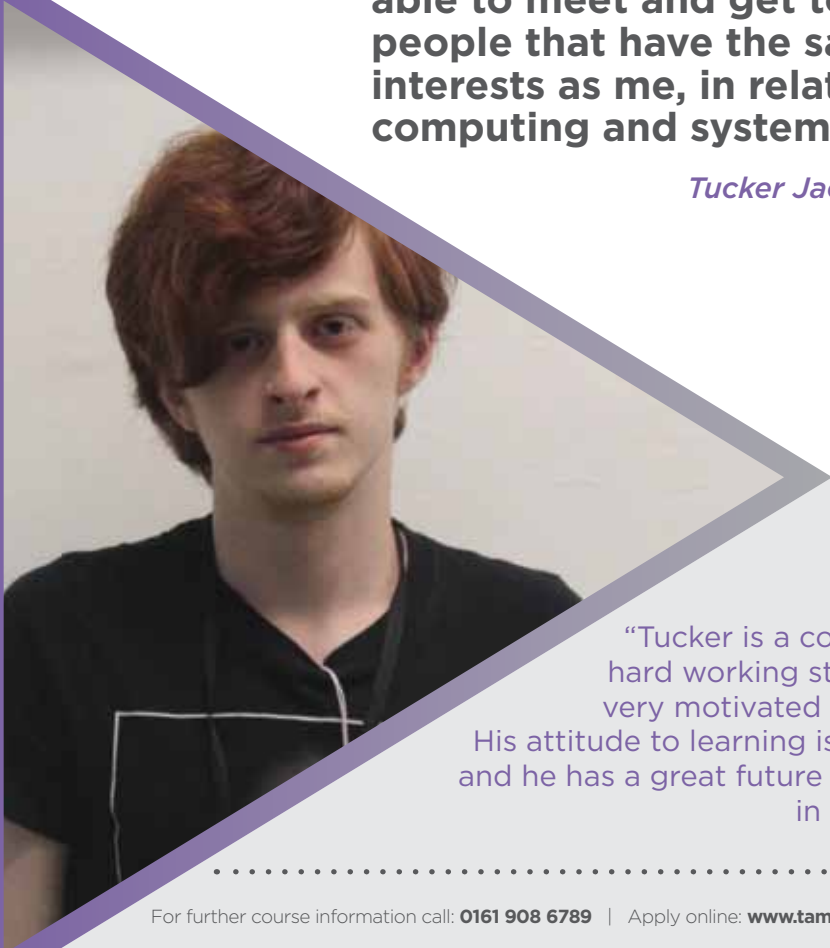 able to meet and get to
people that have the sa
interests as me, in relat
computing and system
Tucker Jac
“Tucker is a co
hard working st
very motivated
His attitude to learning is
and he has a great future
in
For further course information call: 0161 908 6789 | Apply online: www.tam